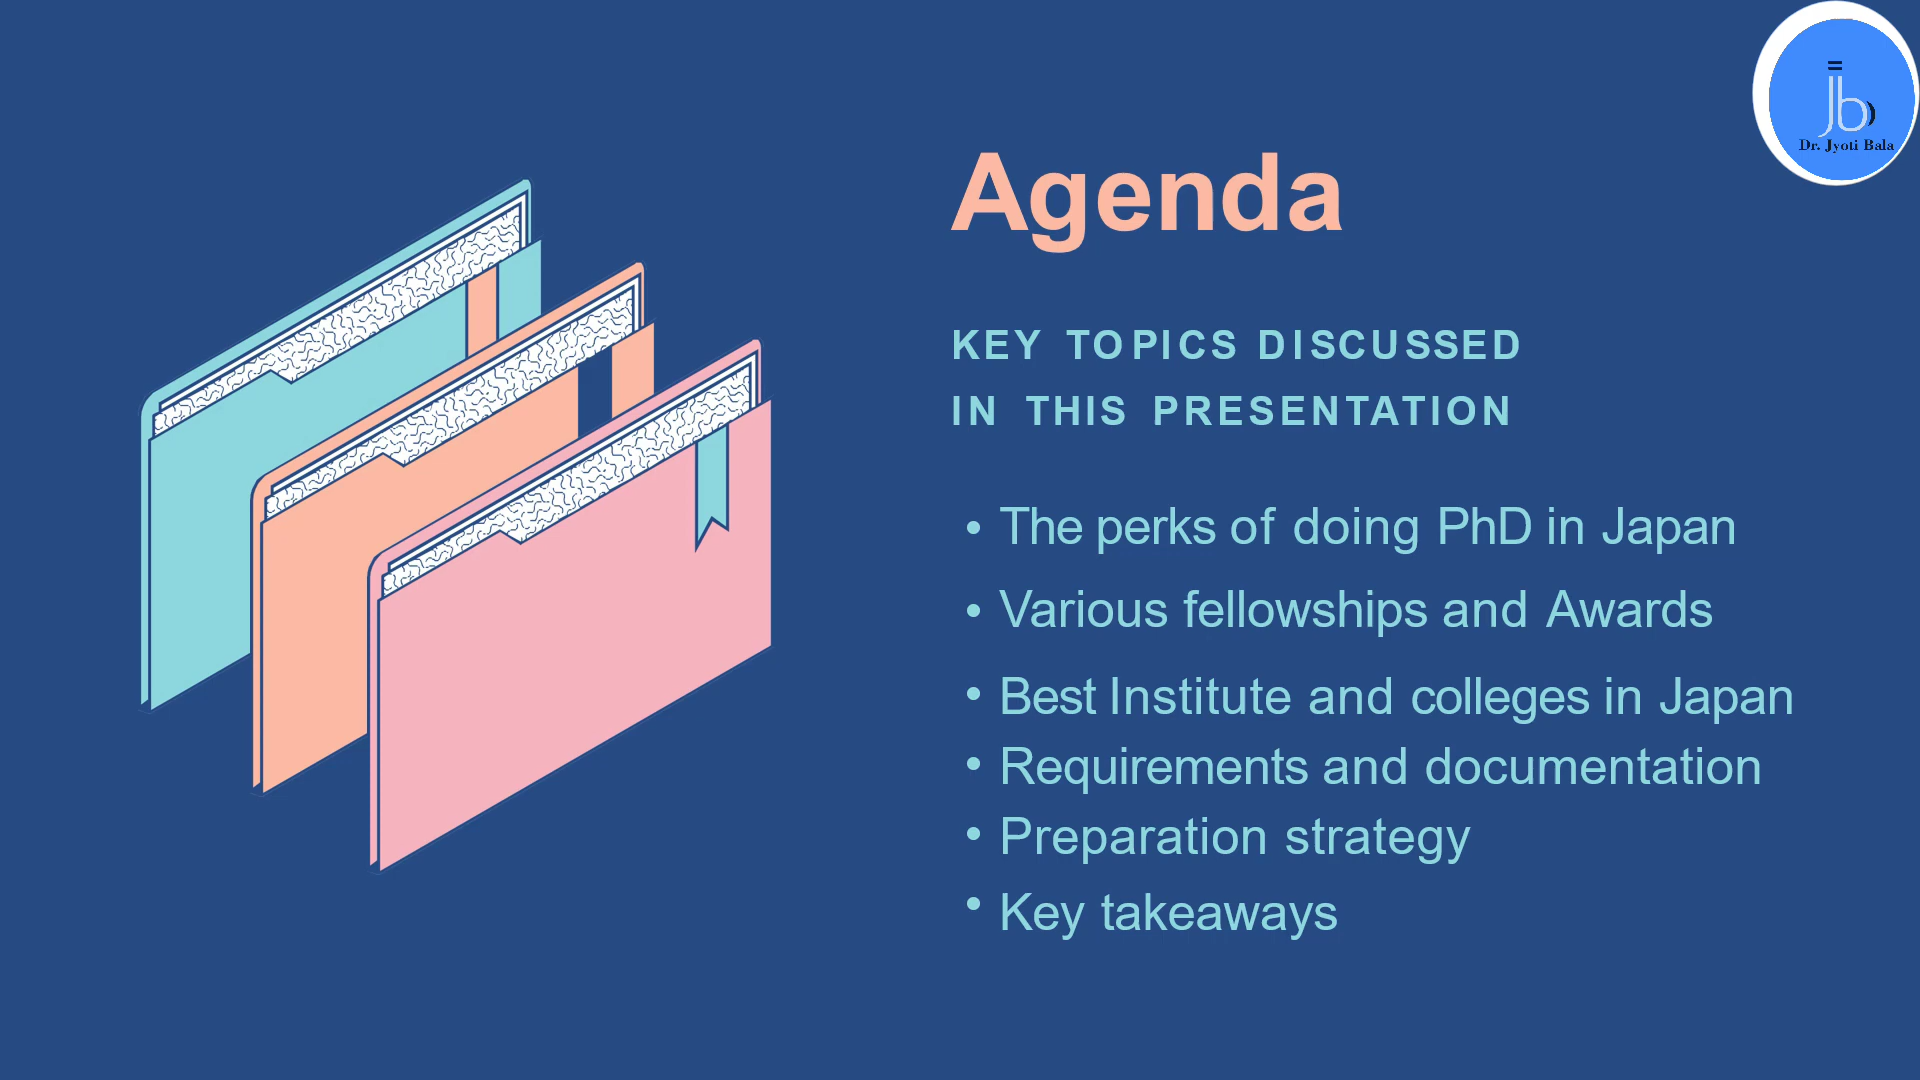 Dr. Jyoti Bala
Agenda
KEY TOPICS DISCUSSED
IN THIS PRESENTATION
• The perks of doing PhD in Japan
• Various fellowships and Awards
• Best Institute and colleges in Japan
• Requirements and documentation
• Preparation strategy
• Key takeaways